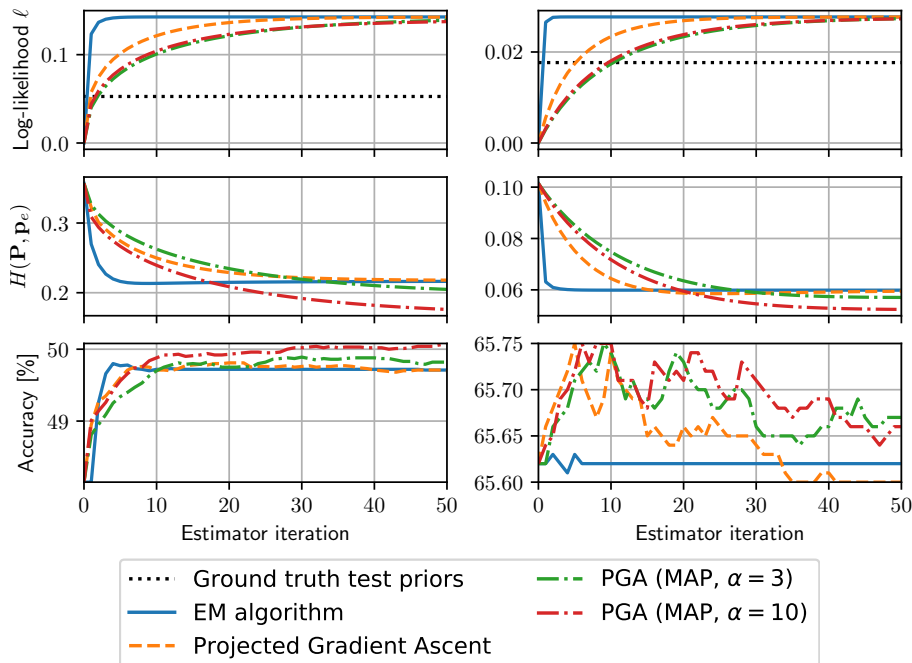 Log-likelihood ℓ
0.1
0.0
0.02
0.00
H(P, pₑ)
0.3
0.2
0.10
0.08
0.06
Accuracy [%]
50
49
65.75
65.70
65.65
65.60
0 10 20 30 40 50
0 10 20 30 40 50
Estimator iteration
Estimator iteration
Ground truth test priors
EM algorithm
Projected Gradient Ascent
PGA (MAP, α = 3)
PGA (MAP, α = 10)